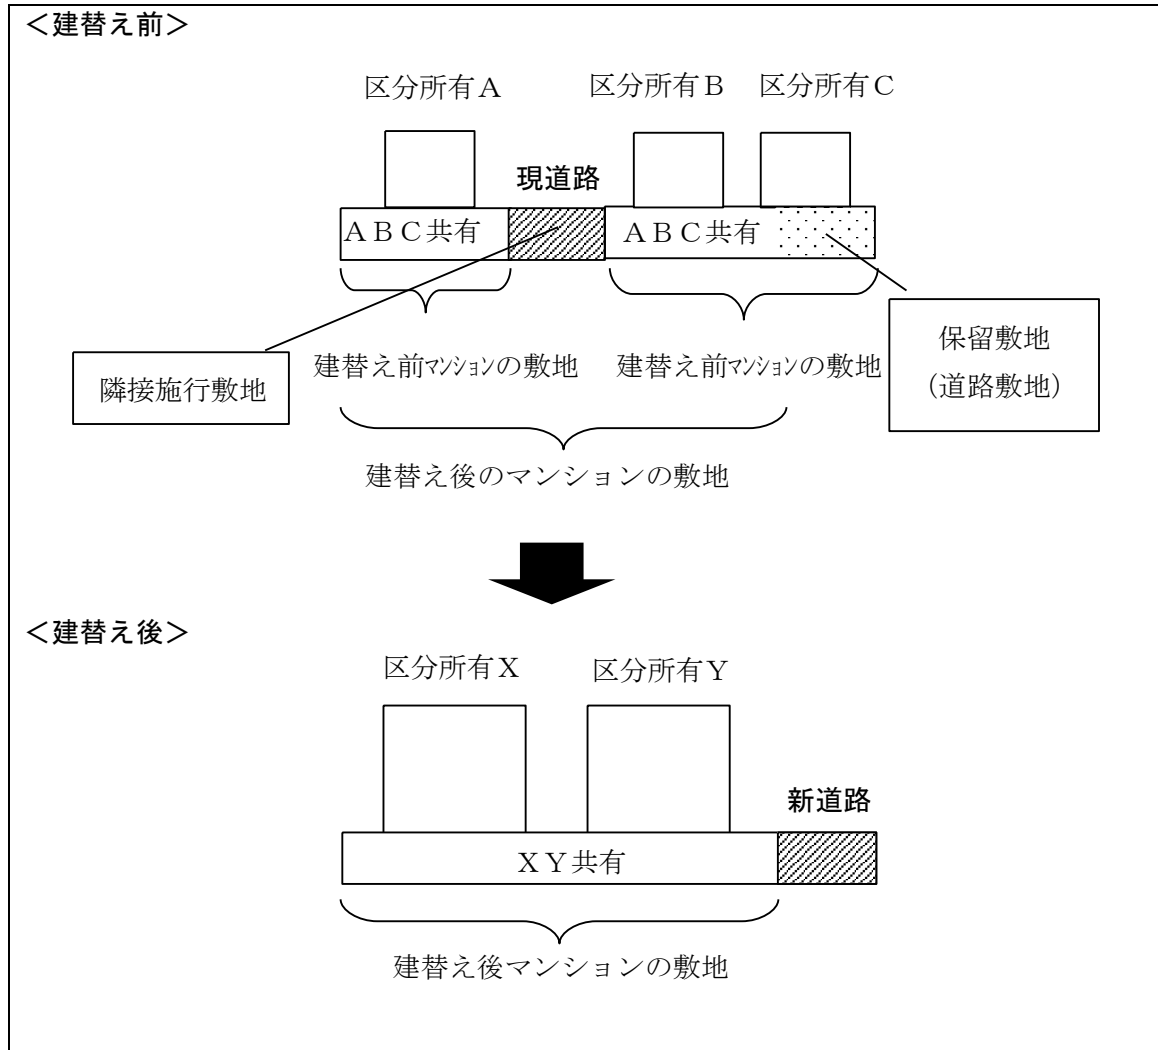 ＜建替え前＞
区分所有Ａ
区分所有Ｂ
区分所有Ｃ
現道路
ＡＢＣ共有
ＡＢＣ共有
隣接施行敷地
建替え前ﾏﾝｼｮﾝの敷地
建替え前ﾏﾝｼｮﾝの敷地
保留敷地
（道路敷地）
建替え後のマンションの敷地
＜建替え後＞
区分所有Ｘ
区分所有Ｙ
新道路
ＸＹ共有
建替え後マンションの敷地